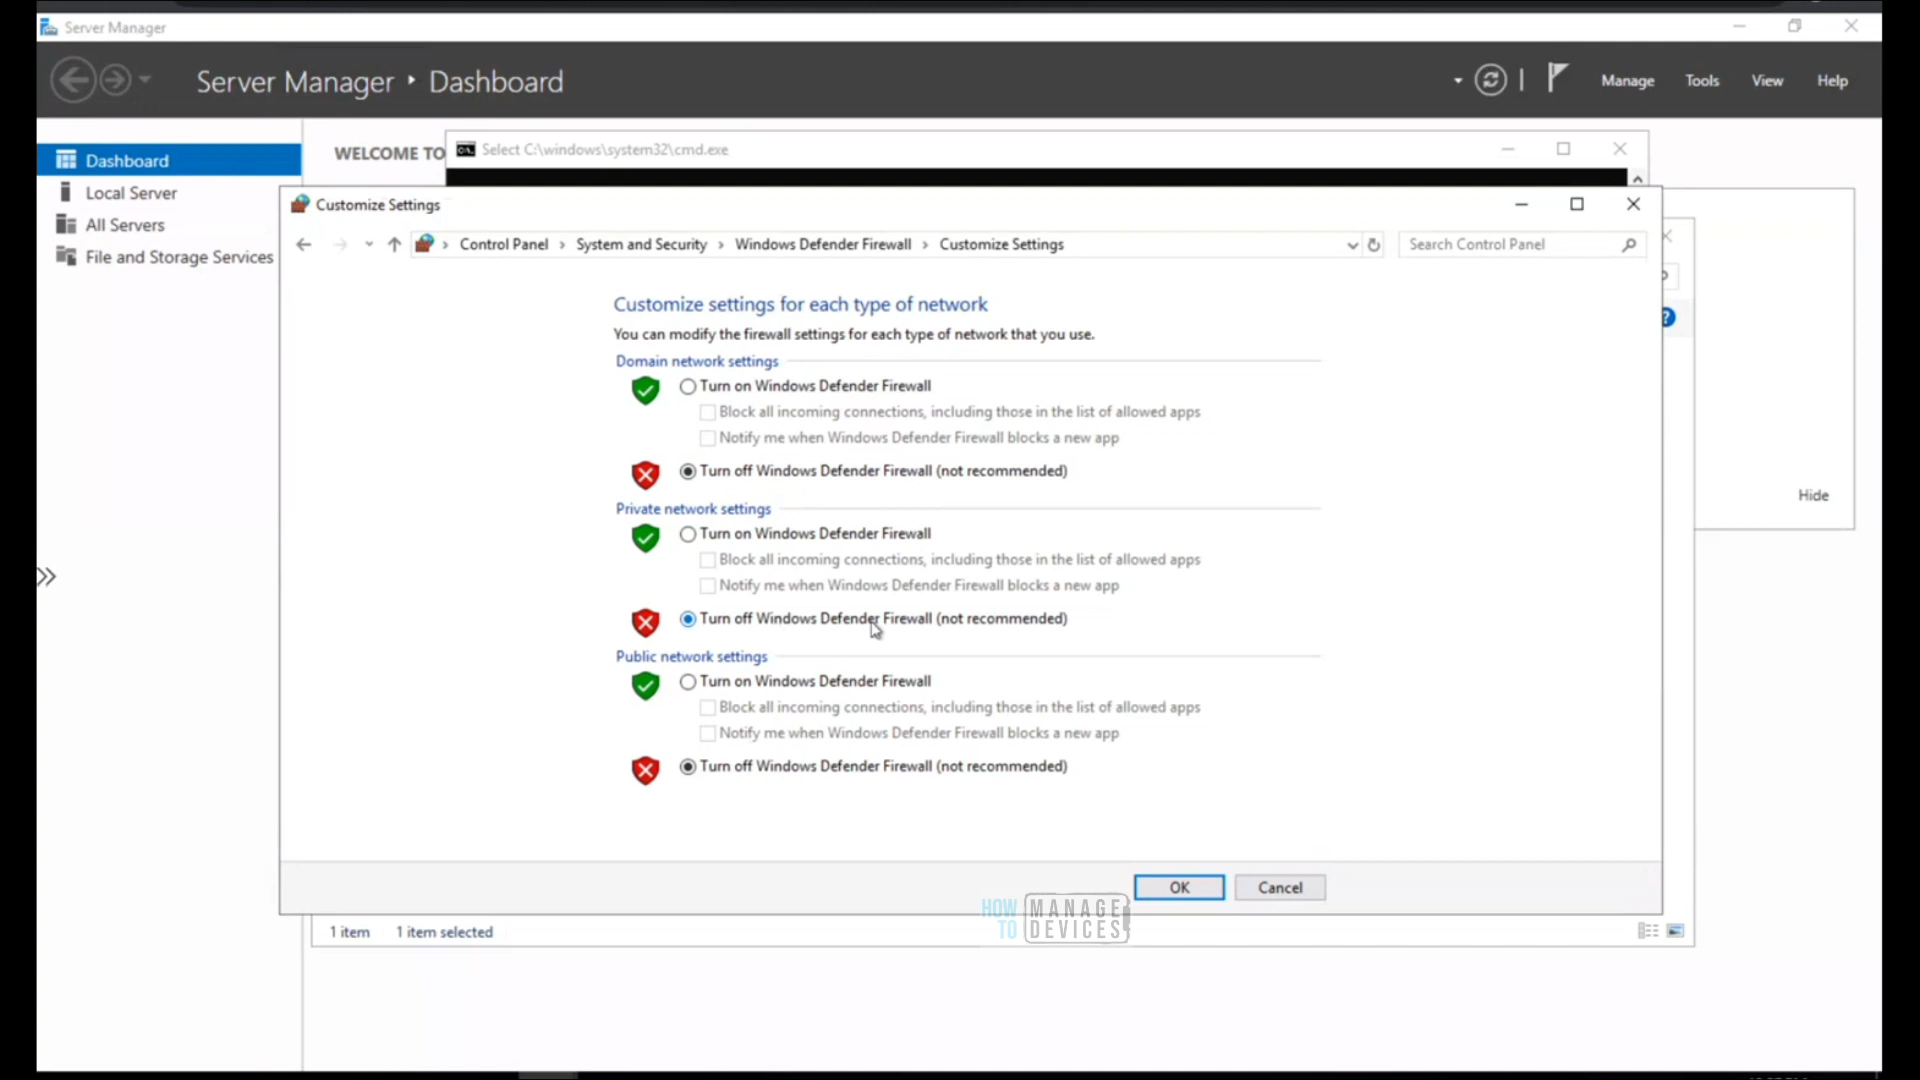 Server Manager
Server Manager ‣ Dashboard
Manage
Tools
View
Help
Dashboard
Local Server
All Servers
File and Storage Services
WELCOME TO
Select C:\windows\system32\cmd.exe
Customize Settings
Control Panel › System and Security › Windows Defender Firewall › Customize Settings
Search Control Panel
Customize settings for each type of network
You can modify the firewall settings for each type of network that you use.
Domain network settings
Turn on Windows Defender Firewall
Block all incoming connections, including those in the list of allowed apps
Notify me when Windows Defender Firewall blocks a new app
Turn off Windows Defender Firewall (not recommended)
Private network settings
Turn on Windows Defender Firewall
Block all incoming connections, including those in the list of allowed apps
Notify me when Windows Defender Firewall blocks a new app
Turn off Windows Defender Firewall (not recommended)
Public network settings
Turn on Windows Defender Firewall
Block all incoming connections, including those in the list of allowed apps
Notify me when Windows Defender Firewall blocks a new app
Turn off Windows Defender Firewall (not recommended)
Hide
OK
Cancel
HOW TO
MANAGE DEVICES
1 item
1 item selected